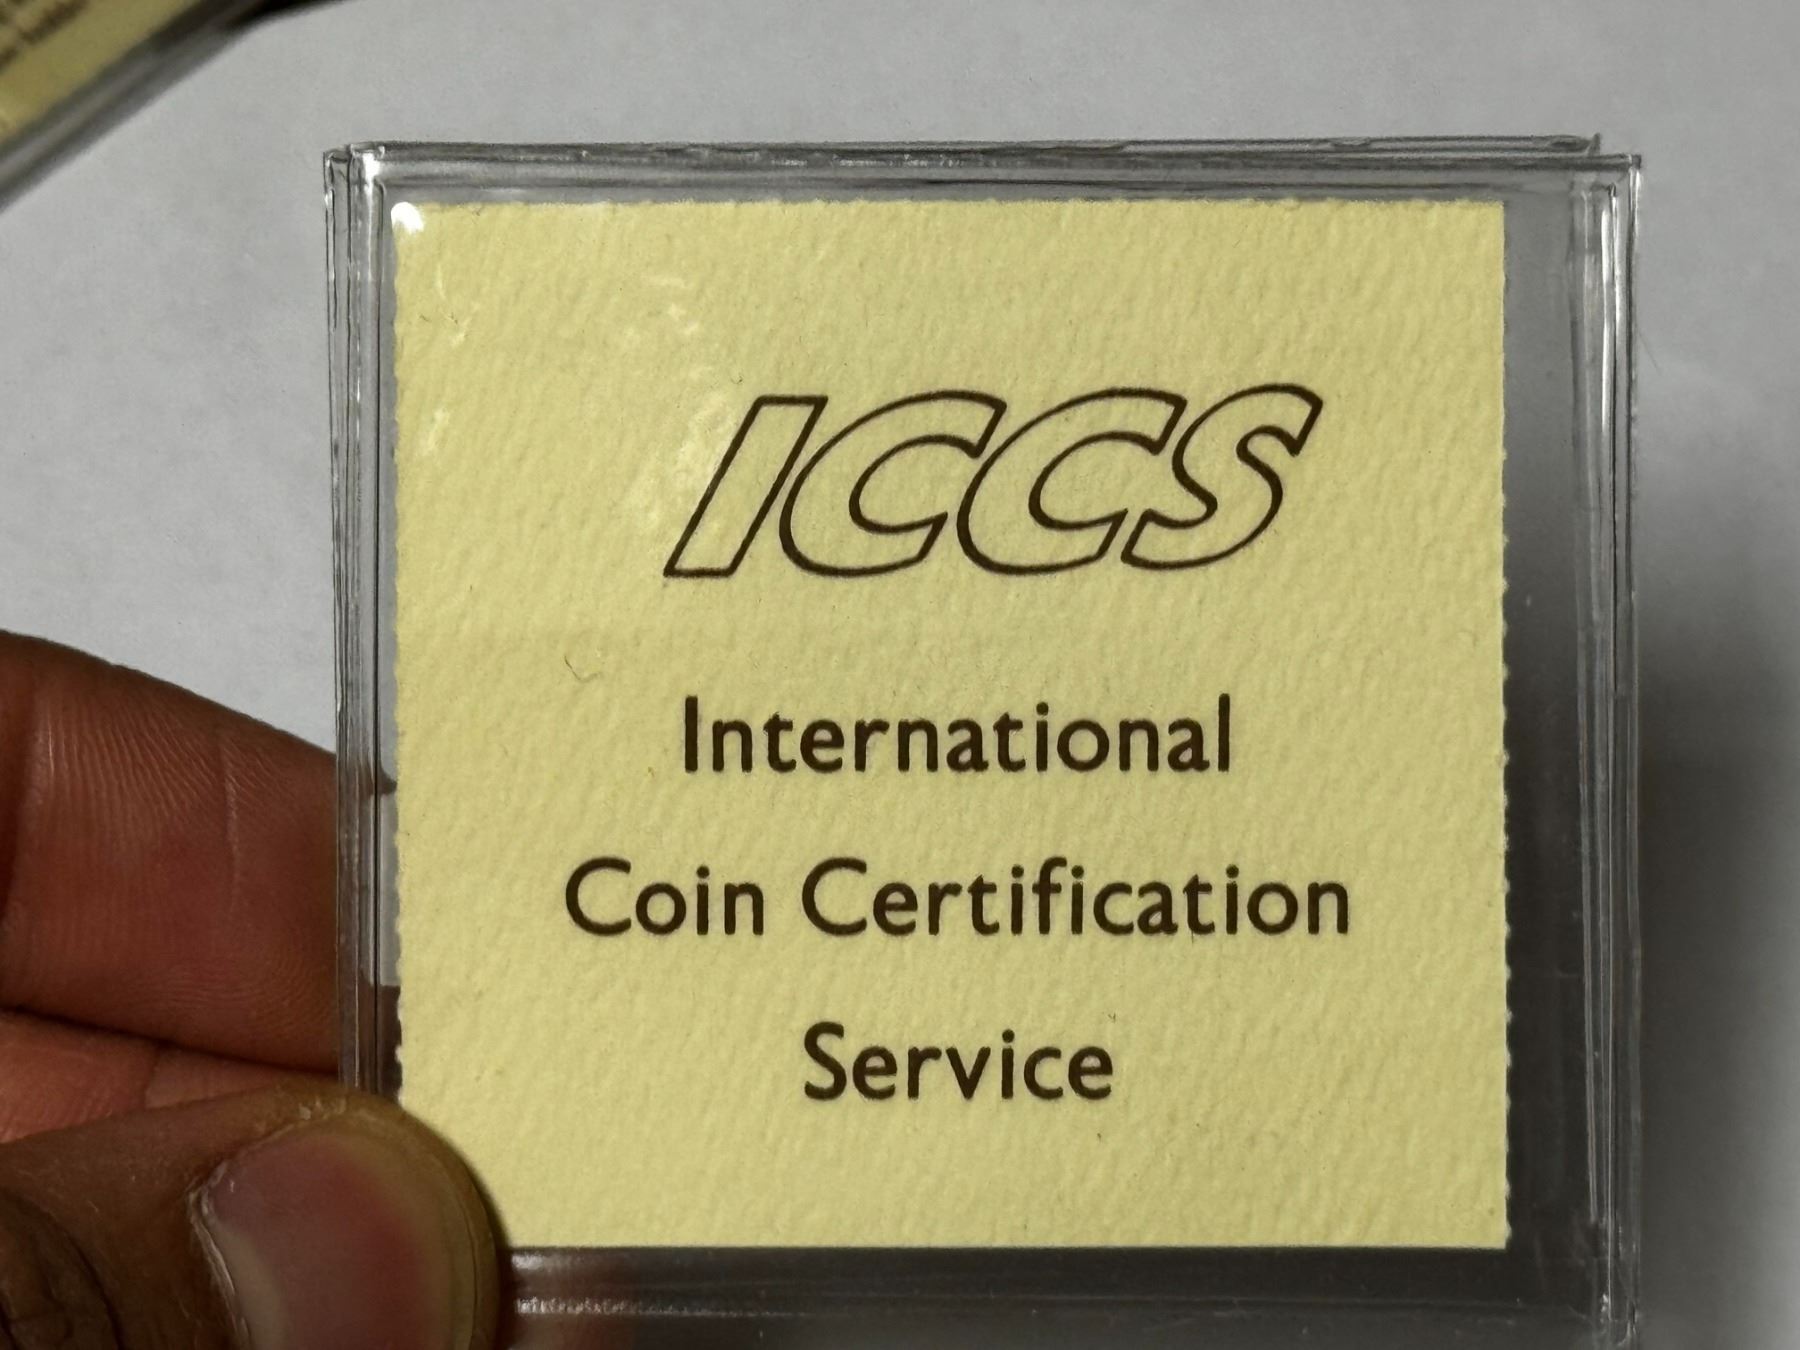 ICCS
International
Coin Certification
Service